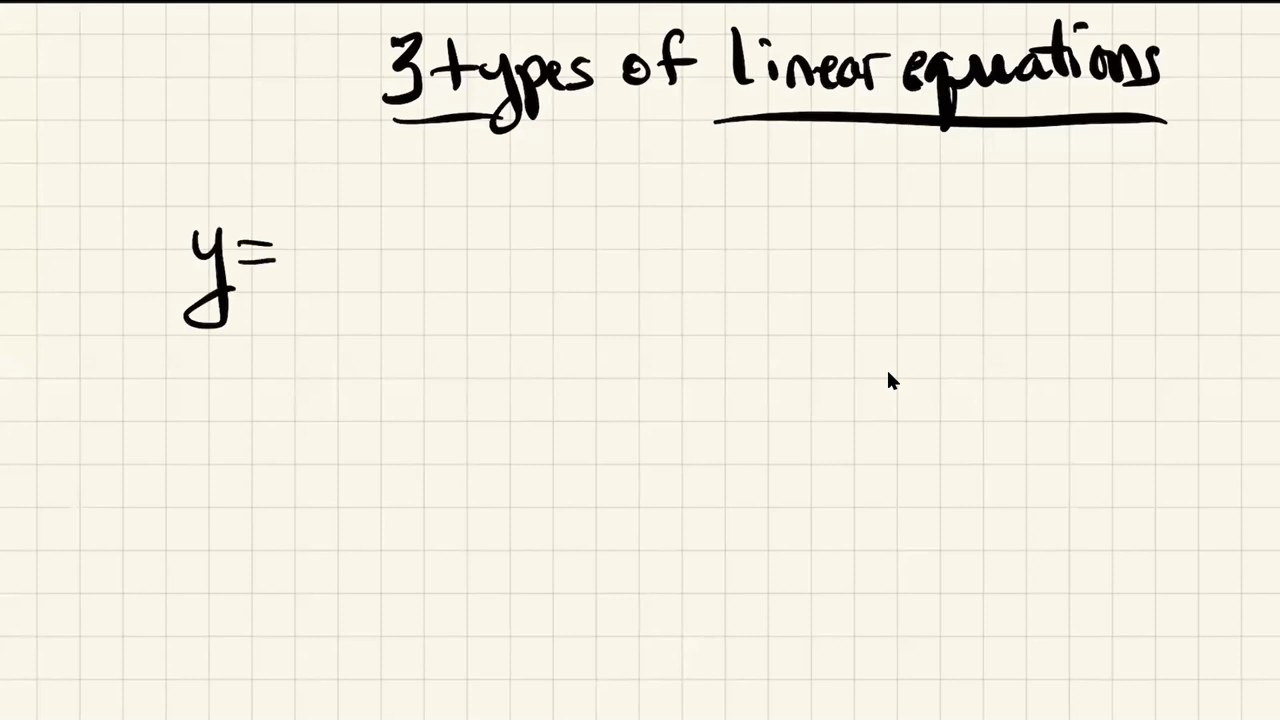 3 types of linear equations
y=